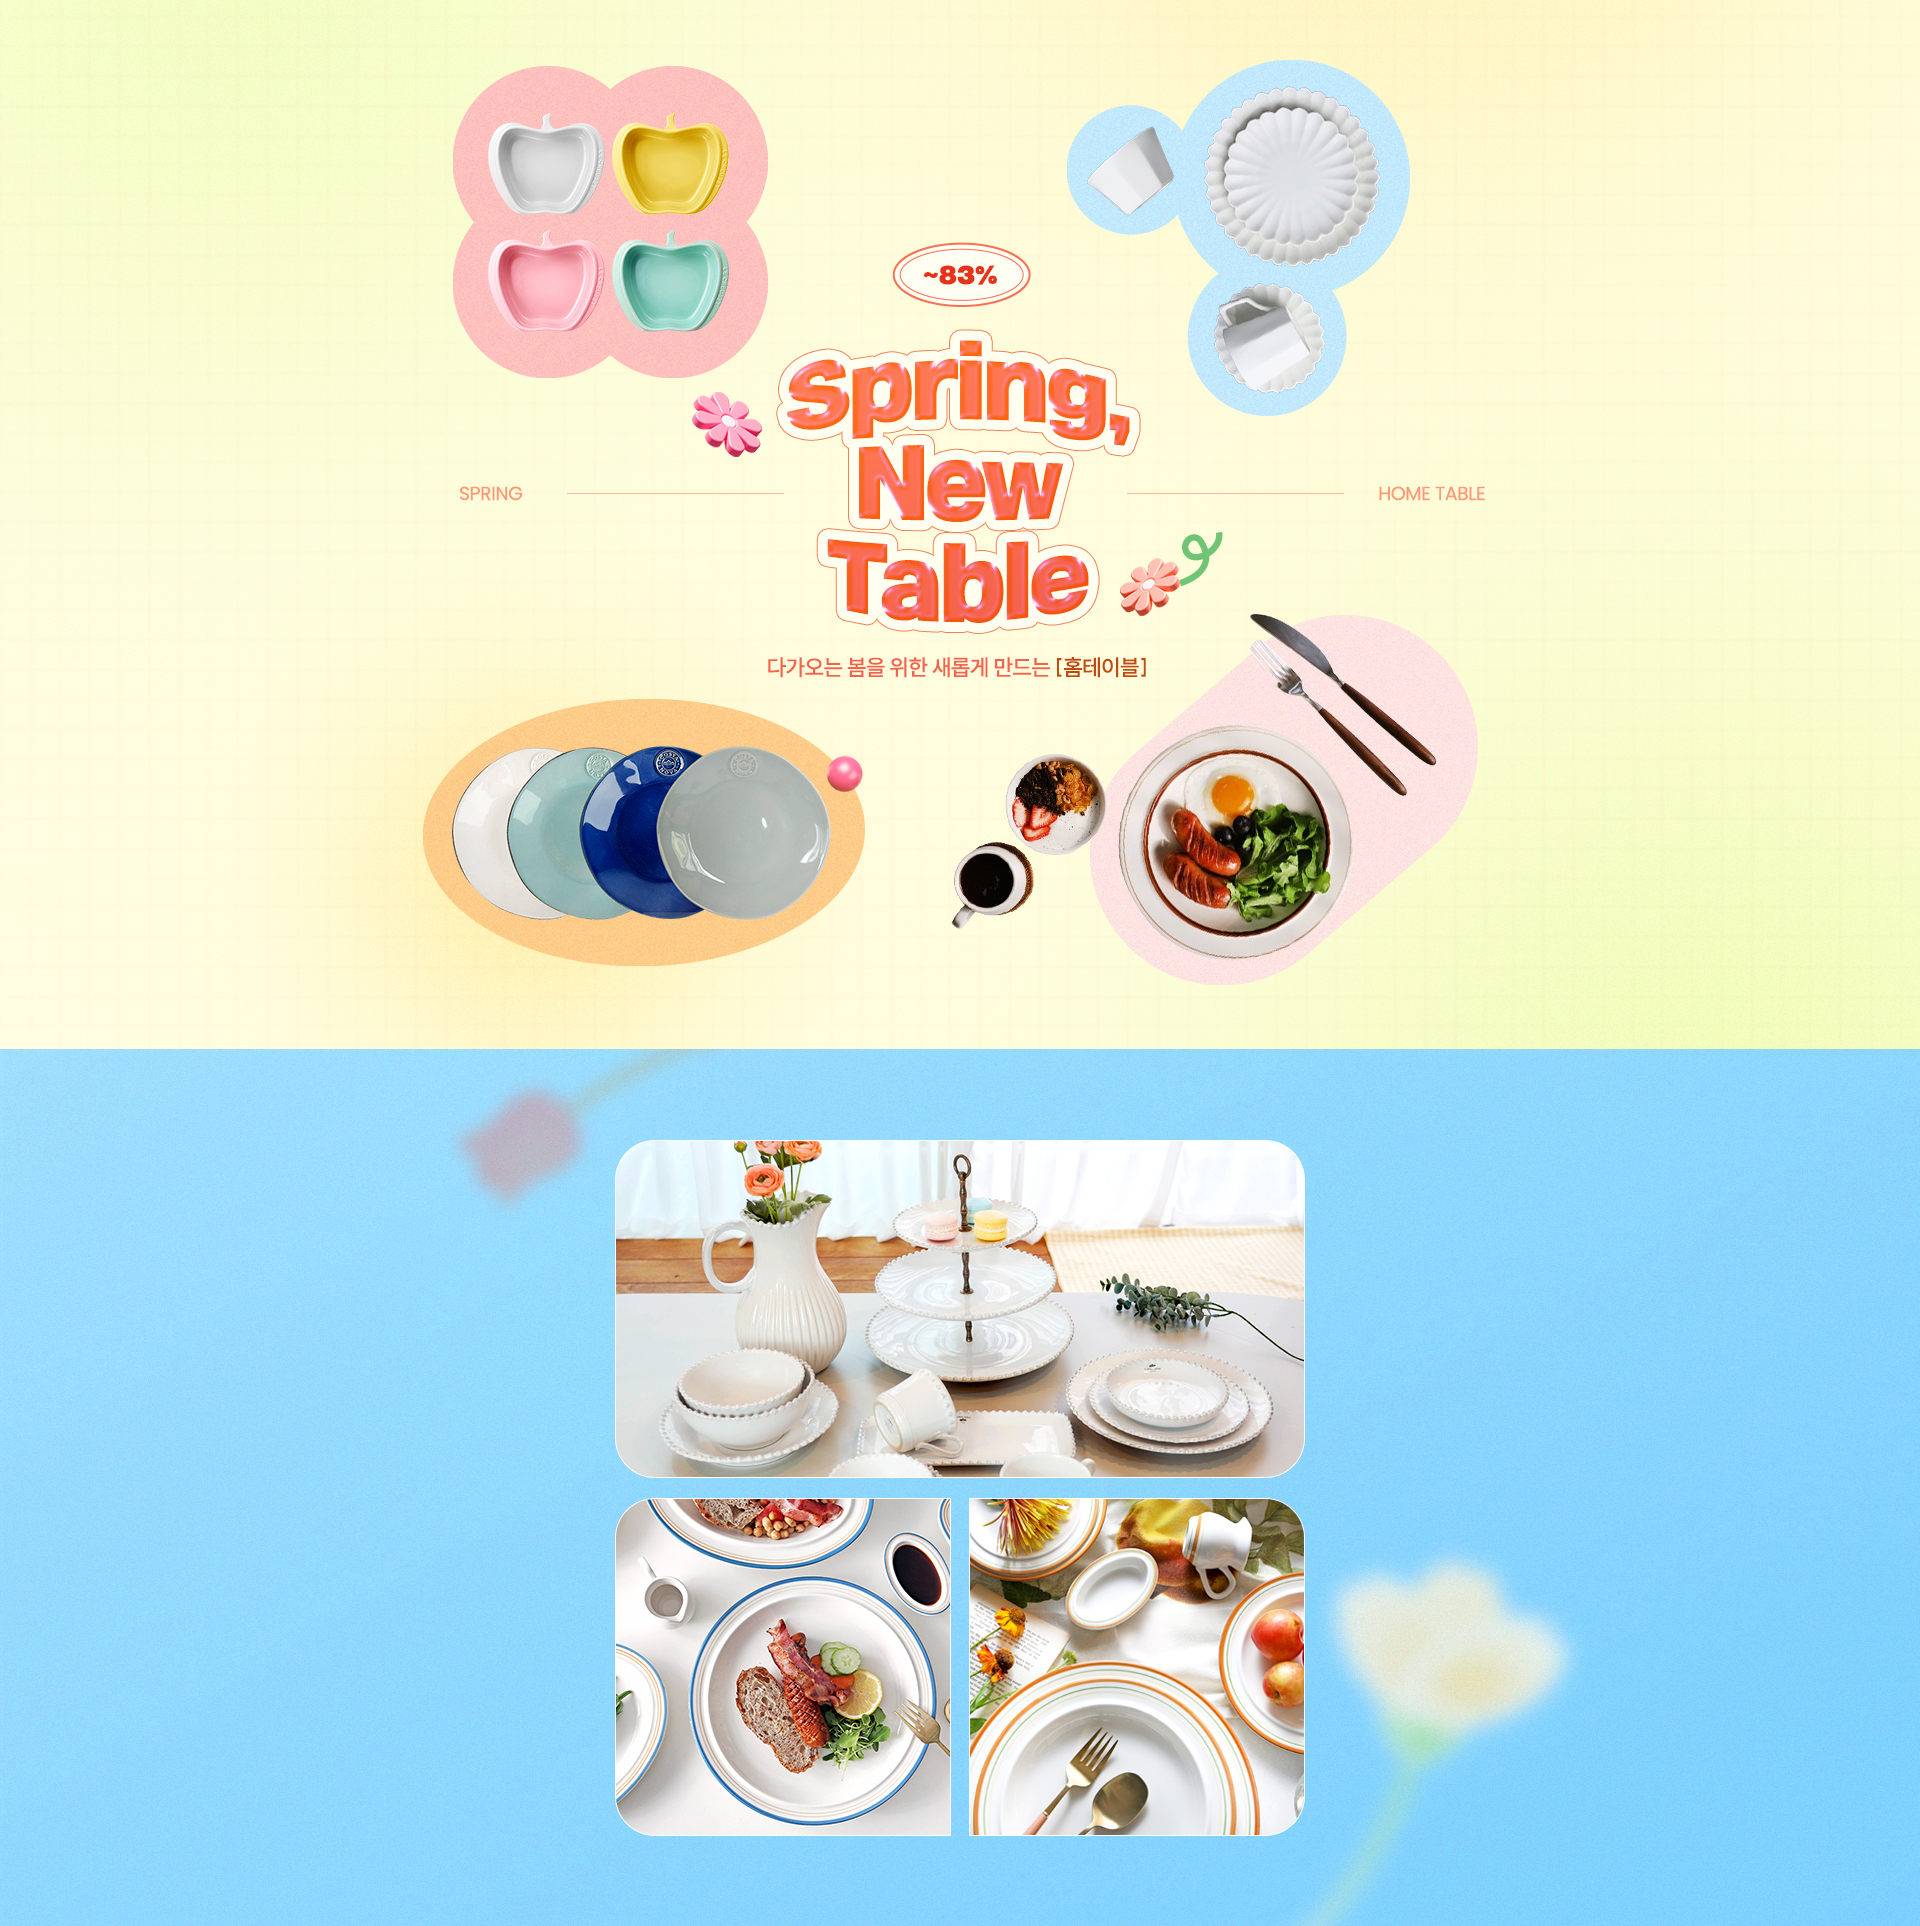 ~83%
Spring,
New
Table
SPRING
HOME TABLE
다가오는 봄을 위한 새롭게 만드는 [홈테이블]